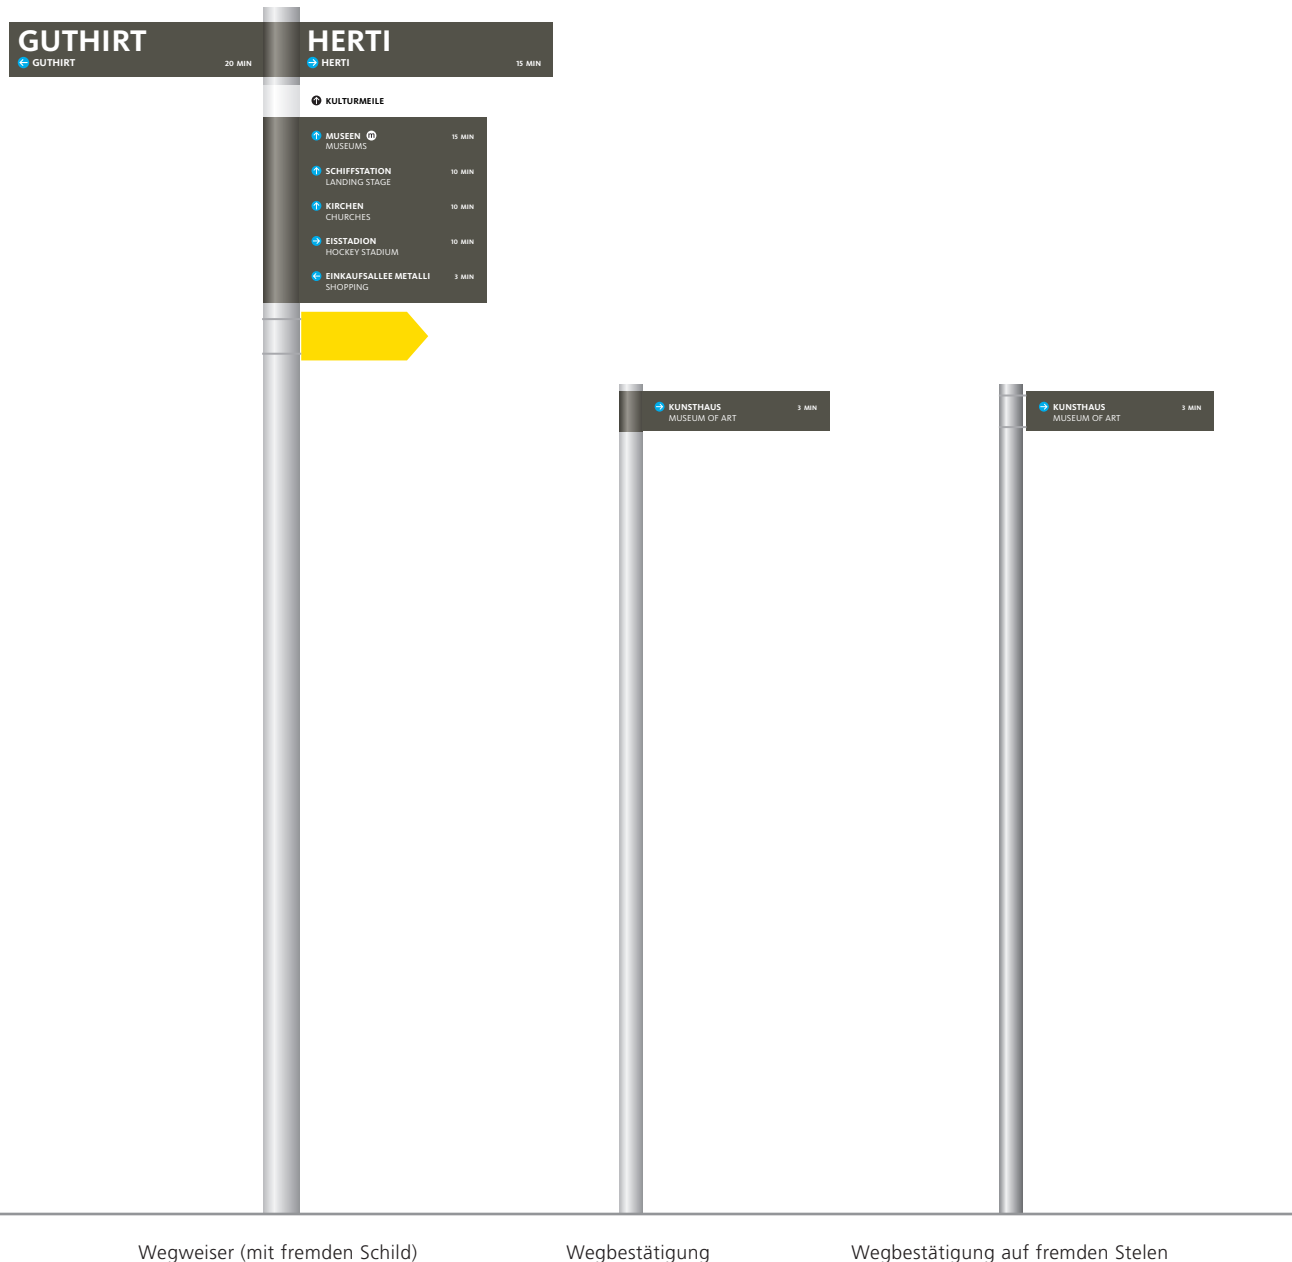 GUTHIRT
GUTHIRT 20 MIN
HERTI
HERTI 15 MIN
KULTURMEILE
MUSEEN m 15 MIN
MUSEUMS
SCHIFFSTATION 10 MIN
LANDING STAGE
KIRCHEN 10 MIN
CHURCHES
EISSTADION 10 MIN
HOCKEY STADIUM
EINKAUFSALLEE METALLI 3 MIN
SHOPPING
KUNSTHAUS 3 MIN
MUSEUM OF ART
KUNSTHAUS 3 MIN
MUSEUM OF ART
Wegweiser (mit fremden Schild)
Wegbestätigung
Wegbestätigung auf fremden Stelen